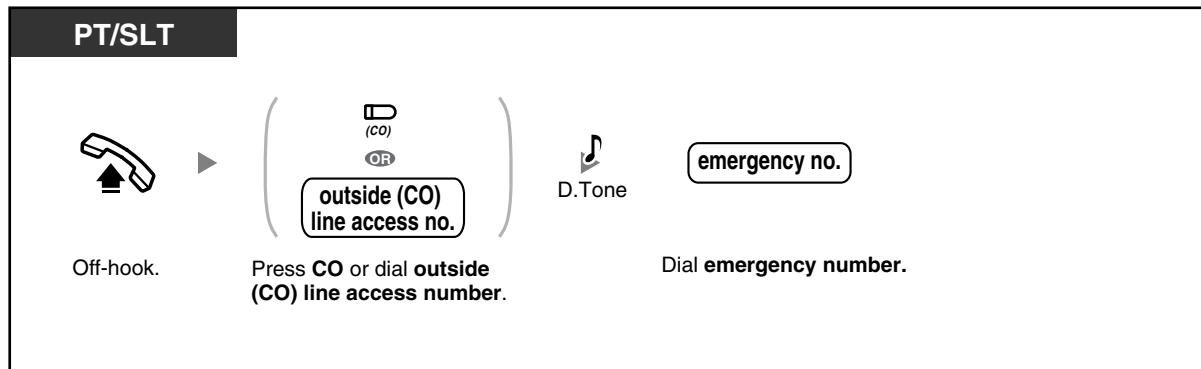 PT/SLT
(CO)
OR
outside (CO)
line access no.
D.Tone
emergency no.
Off-hook.
Press CO or dial outside
(CO) line access number.
Dial emergency number.